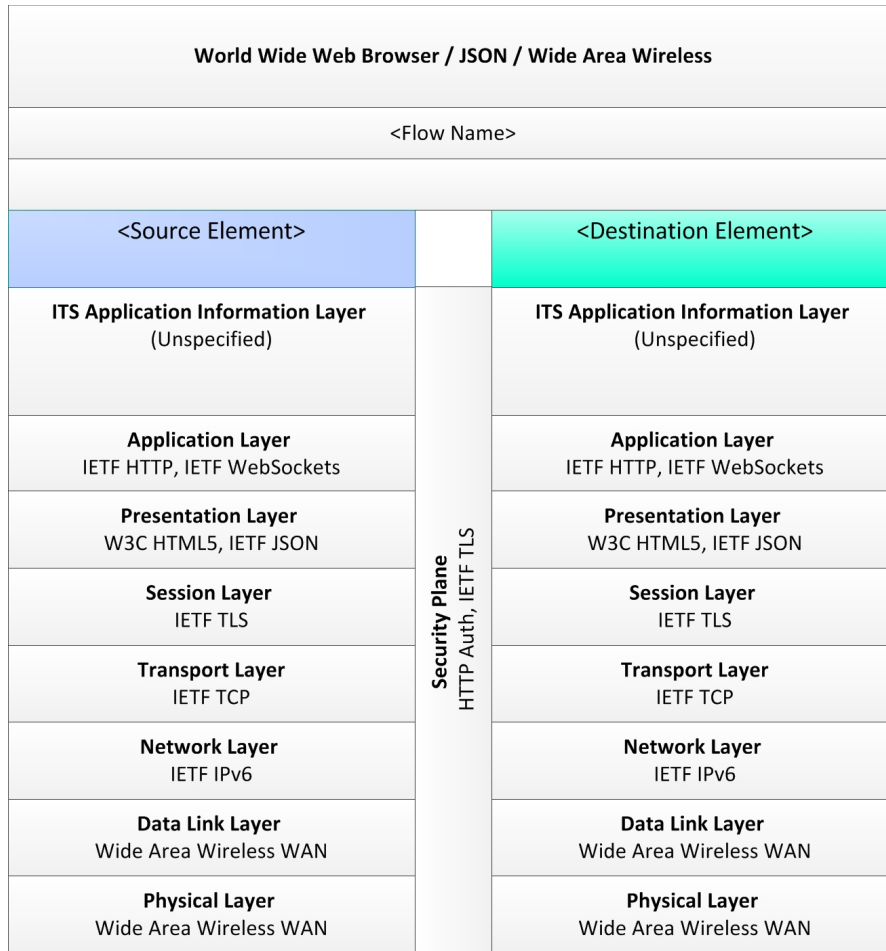 World Wide Web Browser / JSON / Wide Area Wireless
<Flow Name>
<Source Element>
<Destination Element>
ITS Application Information Layer
(Unspecified)
ITS Application Information Layer
(Unspecified)
Application Layer
IETF HTTP, IETF WebSockets
Application Layer
IETF HTTP, IETF WebSockets
Presentation Layer
W3C HTML5, IETF JSON
Presentation Layer
W3C HTML5, IETF JSON
Session Layer
IETF TLS
Session Layer
IETF TLS
Security Plane
HTTP Auth, IETF TLS
Transport Layer
IETF TCP
Transport Layer
IETF TCP
Network Layer
IETF IPv6
Network Layer
IETF IPv6
Data Link Layer
Wide Area Wireless WAN
Data Link Layer
Wide Area Wireless WAN
Physical Layer
Wide Area Wireless WAN
Physical Layer
Wide Area Wireless WAN